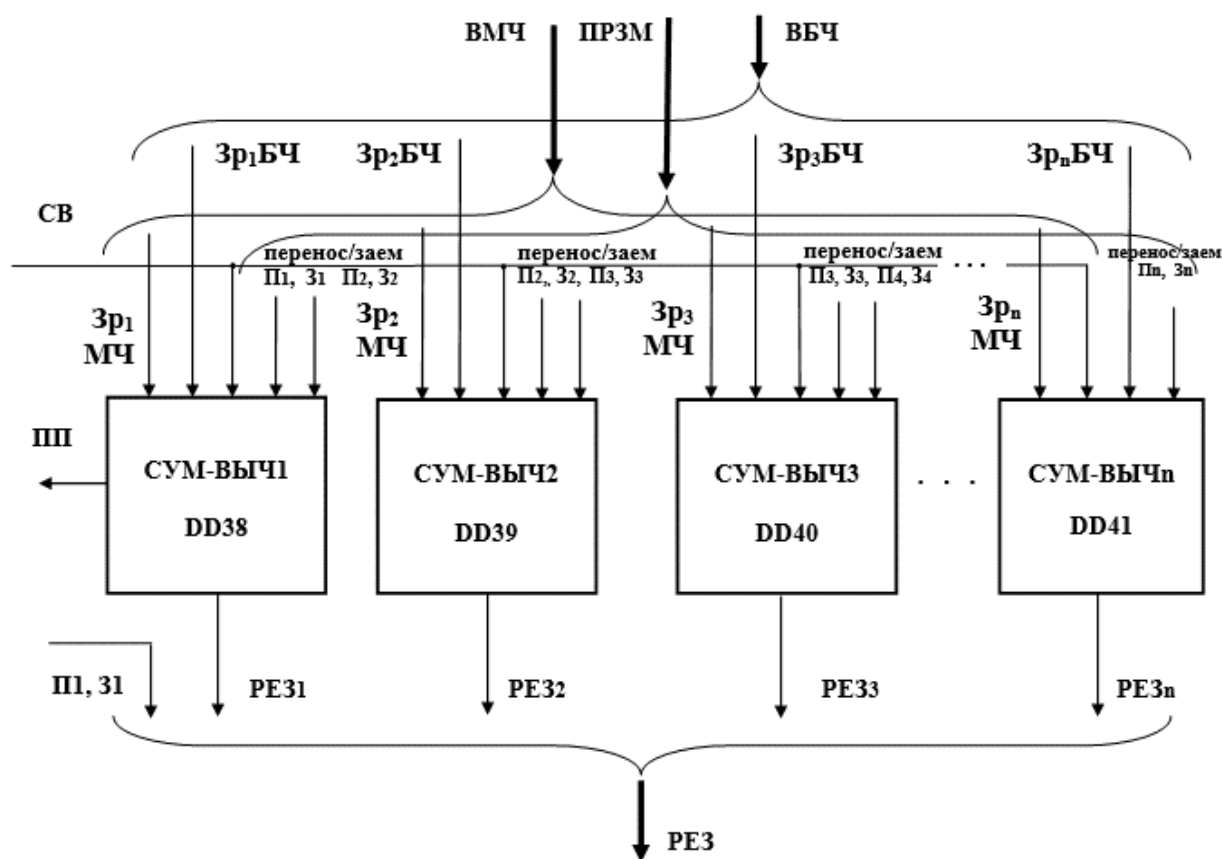 ВМЧ ПРЗМ ВБЧ
Зр1БЧ Зр2БЧ Зр3БЧ ЗрnБЧ
СВ
перенос/заем перенос/заем перенос/заем . . . перенос/заем
П1, З1 П2, З2 П2,, З2, П3, З3 П3, З3, П4, З4 Пn, Зn
Зр1 Зр2 Зр3 Зрn
МЧ МЧ МЧ МЧ
ПП
СУМ-ВЫЧ1 СУМ-ВЫЧ2 СУМ-ВЫЧ3 . . . СУМ-ВЫЧn
DD38 DD39 DD40 DD41
П1, З1 РЕЗ1 РЕЗ2 РЕЗ3 РЕЗn
РЕЗ